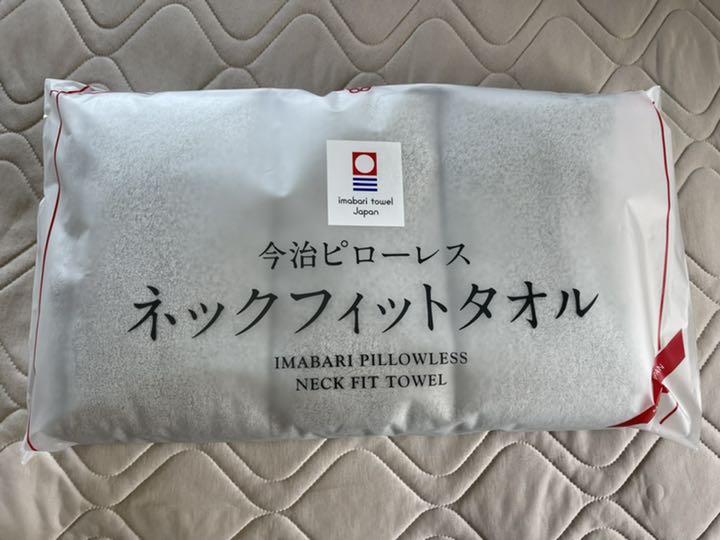 imabari towel
Japan
今治ピローレス
ネックフィットタオル
IMABARI PILLOWLESS
NECK FIT TOWEL